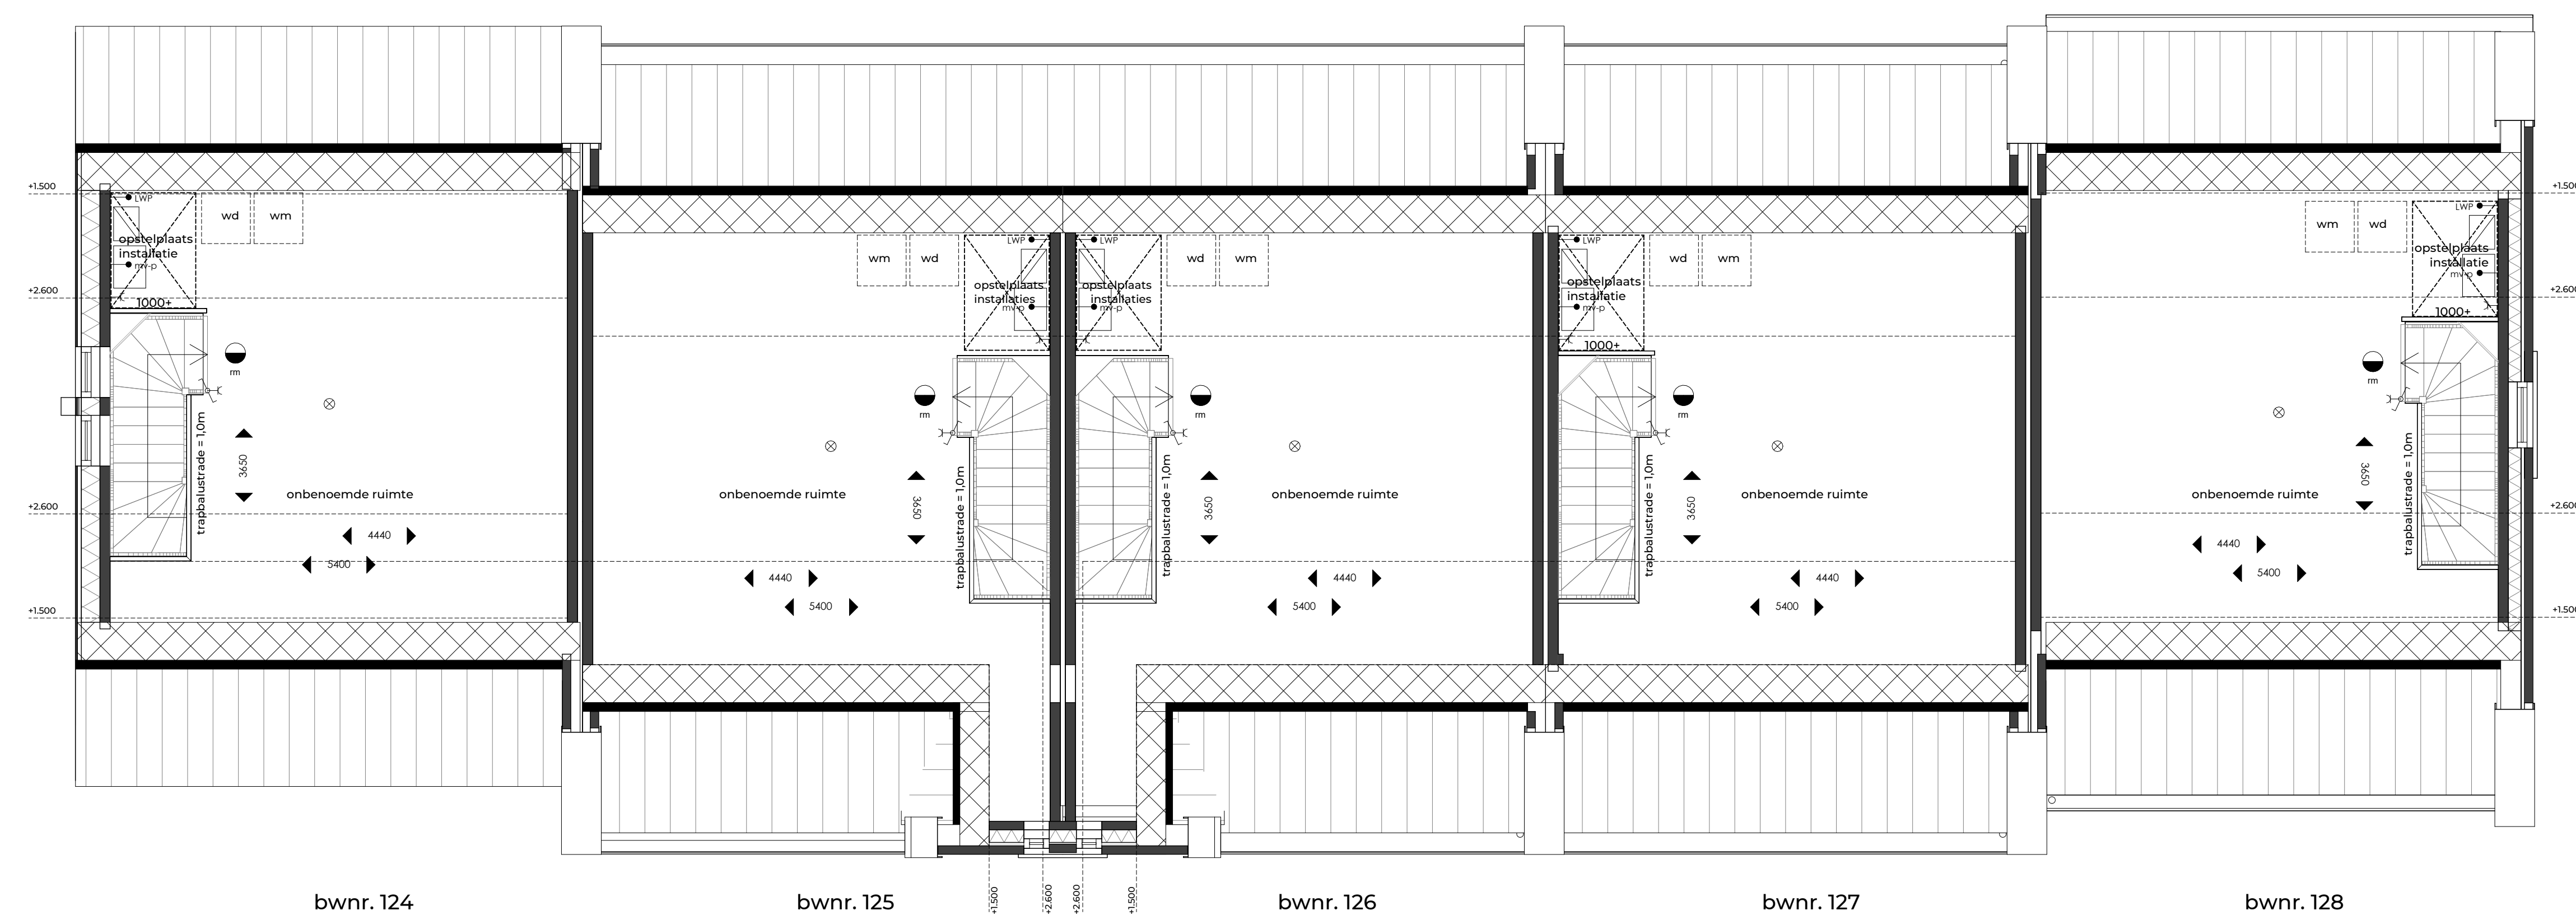 +1.500
LWP
wd
wm
opstelplaats
installatie
mv-p
+2.600
1000+
rm
trapbalustrade = 1,0m
3650
onbenoemde ruimte
+2.600
4440
5400
+1.500
bwnr. 124
wm
wd
LWP
opstelplaats
installaties
mv-p
rm
trapbalustrade = 1,0m
3650
onbenoemde ruimte
4440
5400
+1.500
+2.600
bwnr. 125
LWP
wd
wm
opstelplaats
installaties
mv-p
rm
trapbalustrade = 1,0m
3650
onbenoemde ruimte
4440
5400
+2.600
+1.500
bwnr. 126
LWP
wd
wm
opstelplaats
installatie
mv-p
1000+
rm
trapbalustrade = 1,0m
3650
onbenoemde ruimte
4440
5400
bwnr. 127
+1.500
LWP
wm
wd
opstelplaats
installatie
mv-p
+2.600
1000+
rm
trapbalustrade = 1,0m
3650
onbenoemde ruimte
+2.600
4440
5400
+1.500
bwnr. 128